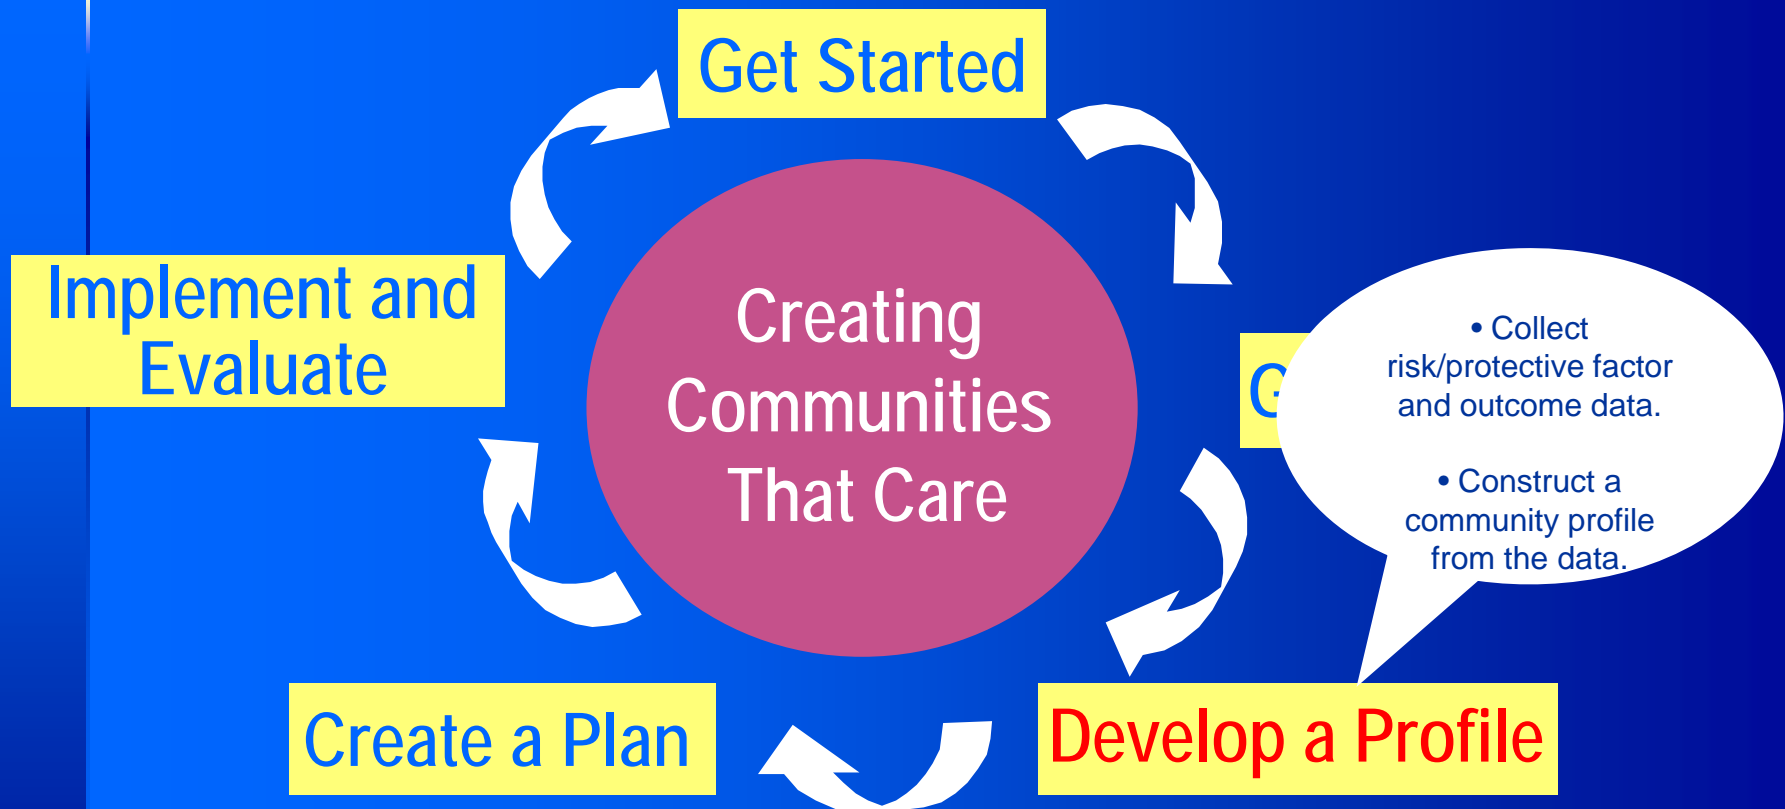 Get Started
Implement and
Evaluate
Creating
Communities
That Care
G
• Collect
risk/protective factor
and outcome data.
• Construct a
community profile
from the data.
Create a Plan
Develop a Profile